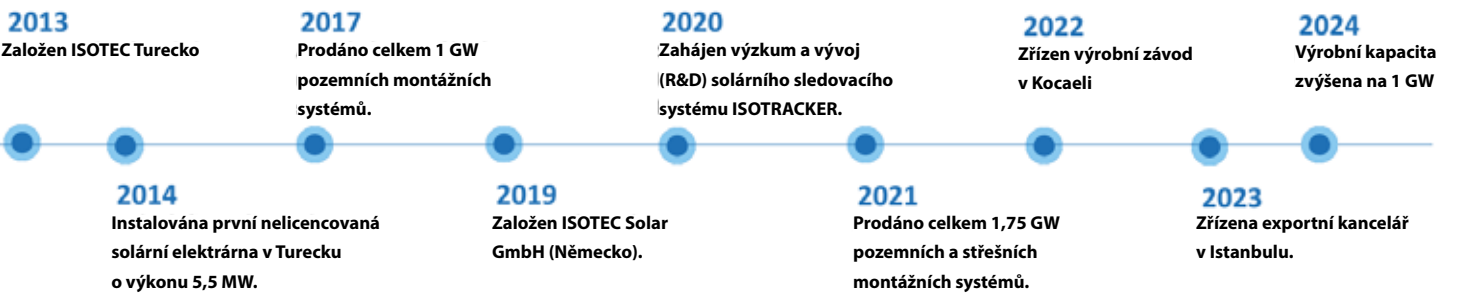 2013
Založen ISOTEC Turecko
2014
Instalována první nelicencovaná
solární elektrárna v Turecku
o výkonu 5,5 MW.
2017
Prodáno celkem 1 GW
pozemních montážních
systémů.
2019
Založen ISOTEC Solar
GmbH (Německo).
2020
Zahájen výzkum a vývoj
(R&D) solárního sledovacího
systému ISOTRACKER.
2021
Prodáno celkem 1,75 GW
pozemních a střešních
montážních systémů.
2022
Zřízen výrobní závod
v Kocaeli
2023
Zřízena exportní kancelář
v Istanbulu.
2024
Výrobní kapacita
zvýšena na 1 GW